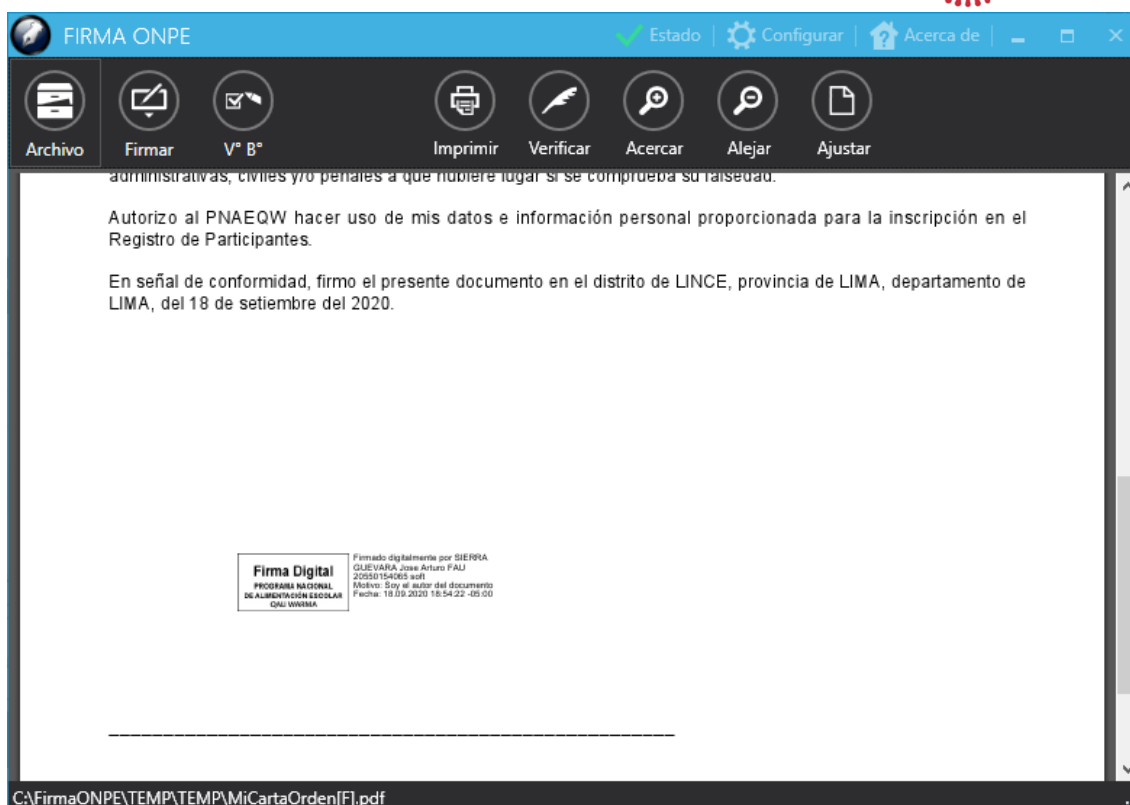 FIRMA ONPE
Estado | Configurar | Acerca de |
Archivo Firmar V° B° Imprimir Verificar Acercar Alejar Ajustar
administrativas, civiles y/o penales a que hubiere lugar si se comprueba su falsedad.
Autorizo al PNAEQW hacer uso de mis datos e información personal proporcionada para la inscripción en el
Registro de Participantes.
En señal de conformidad, firmo el presente documento en el distrito de LINCE, provincia de LIMA, departamento de
LIMA, del 18 de setiembre del 2020.
Firma Digital
PROGRAMA NACIONAL
DE ALIMENTACIÓN ESCOLAR
QALI WARMA
Firmado digitalmente por SIERRA
GUEVARA Jose Arturo FAU
20550154065 soft
Motivo: Soy el autor del documento
Fecha: 18.09.2020 18:54:22 -05:00
C:\FirmaONPE\TEMP\TEMP\MiCartaOrden[F].pdf